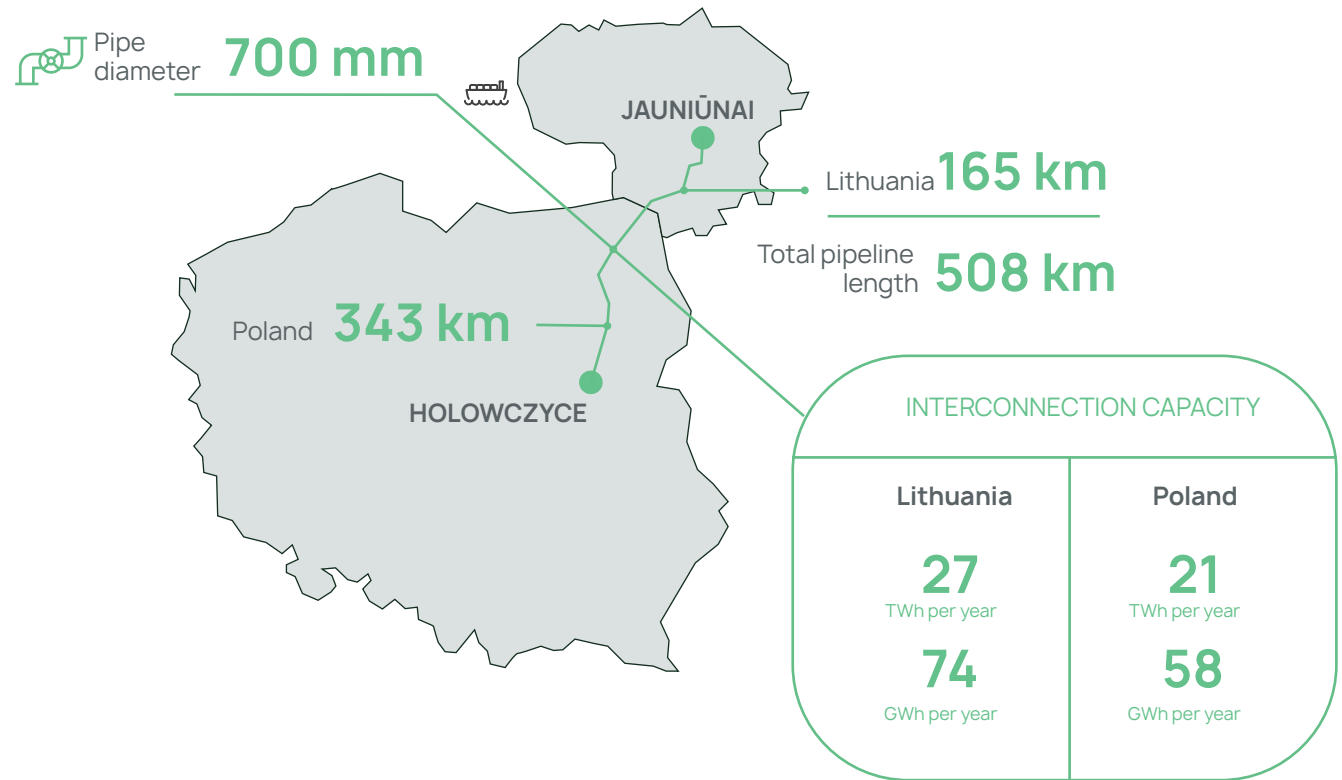 Pipe
diameter
700 mm
JAUNIŪNAI
Lithuania 165 km
Total pipeline
length
508 km
Poland 343 km
HOLOWCZYCE
INTERCONNECTION CAPACITY
Lithuania
27
TWh per year
74
GWh per year
Poland
21
TWh per year
58
GWh per year